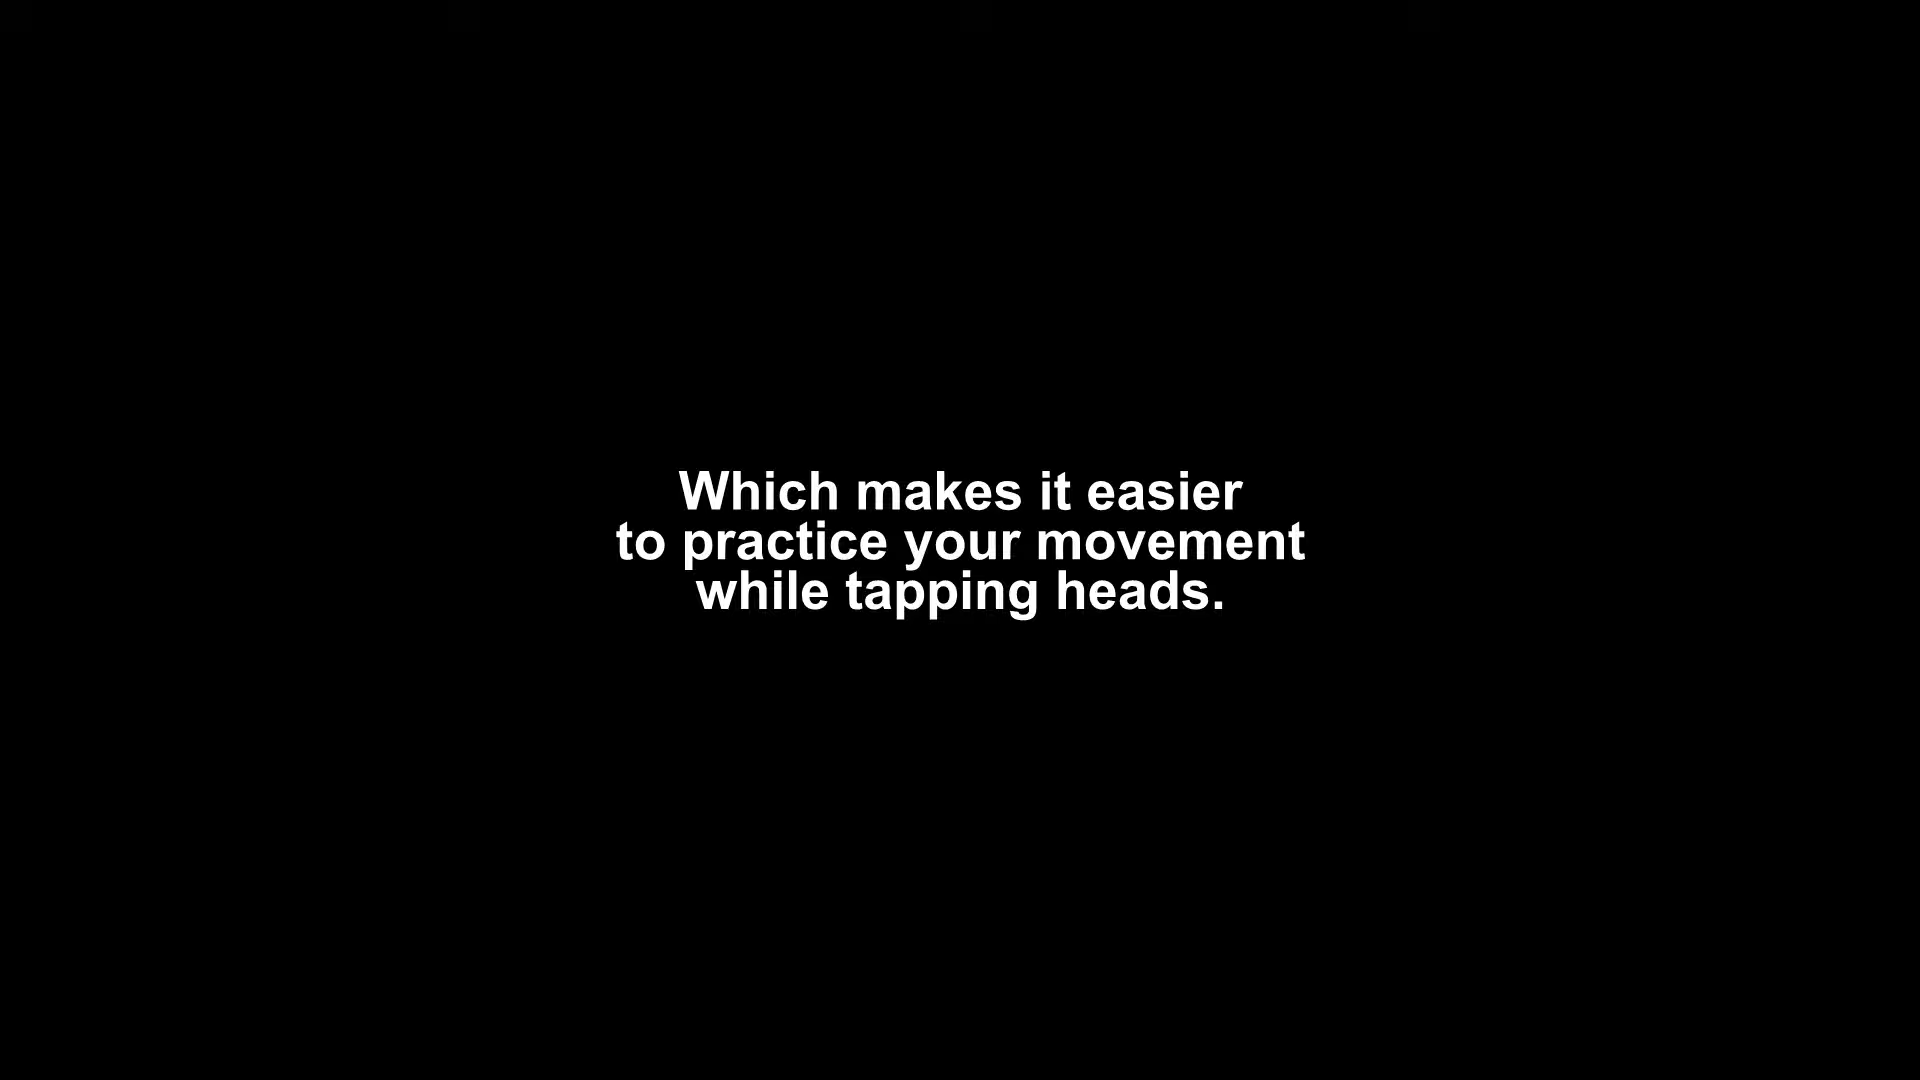 Which makes it easier
to practice your movement
while tapping heads.